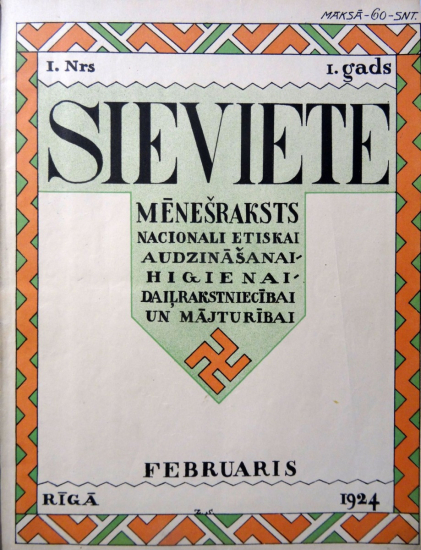 MAKSĀ-60-SNT.
I. Nrs
I. gads
SIEVIETE
MĒNEŠRAKSTS
NACIONALI ETISKAI
AUDZINĀŠANAI-
HIGIENAI-
DAIĻRAKSTNIECĪBAI
UN MĀJTURĪBAI
FEBRUARIS
RĪGĀ
1924